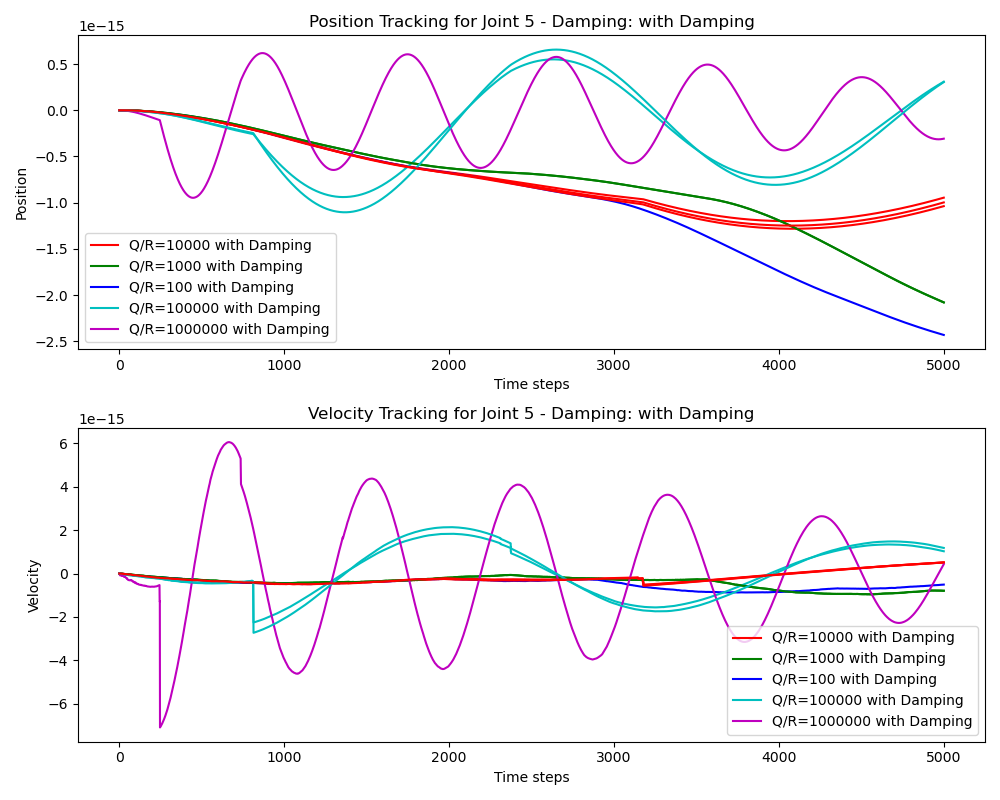 Position Tracking for Joint 5 - Damping: with Damping
1e−15
0.5
0.0
−0.5
−1.0
−1.5
−2.0
−2.5
Position
Q/R=10000 with Damping
Q/R=1000 with Damping
Q/R=100 with Damping
Q/R=100000 with Damping
Q/R=1000000 with Damping
0 1000 2000 3000 4000 5000
Time steps
Velocity Tracking for Joint 5 - Damping: with Damping
1e−15
6
4
2
0
−2
−4
−6
Velocity
Q/R=10000 with Damping
Q/R=1000 with Damping
Q/R=100 with Damping
Q/R=100000 with Damping
Q/R=1000000 with Damping
0 1000 2000 3000 4000 5000
Time steps